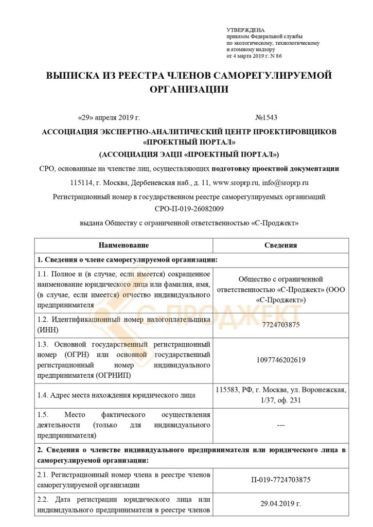 УТВЕРЖДЕНА
приказом Федеральной службы
по экологическому, технологическому
и атомному надзору
от 4 марта 2019 г. N 86
ВЫПИСКА ИЗ РЕЕСТРА ЧЛЕНОВ САМОРЕГУЛИРУЕМОЙ
ОРГАНИЗАЦИИ
«29» апреля 2019 г. №1543
АССОЦИАЦИЯ ЭКСПЕРТНО-АНАЛИТИЧЕСКИЙ ЦЕНТР ПРОЕКТИРОВЩИКОВ
«ПРОЕКТНЫЙ ПОРТАЛ»
(АССОЦИАЦИЯ ЭАЦП «ПРОЕКТНЫЙ ПОРТАЛ»)
СРО, основанные на членстве лиц, осуществляющих подготовку проектной документации
115114, г. Москва, Дербеневская наб., д. 11, www.sroprp.ru, info@sroprp.ru
Регистрационный номер в государственном реестре саморегулируемых организаций
СРО-П-019-26082009
выдана Обществу с ограниченной ответственностью «С-Проджект»
Наименование Сведения
1. Сведения о члене саморегулируемой организации:
1.1. Полное и (в случае, если имеется) сокращенное
наименование юридического лица или фамилия, имя,
(в случае, если имеется) отчество индивидуального
предпринимателя
Общество с ограниченной
ответственностью «С-Проджект» (ООО
«С-Проджект»)
1.2. Идентификационный номер налогоплательщика
(ИНН)
7724703875
1.3. Основной государственный регистрационный
номер (ОГРН) или основной государственный
регистрационный номер индивидуального
предпринимателя (ОГРНИП)
1097746202619
1.4. Адрес места нахождения юридического лица
115583, РФ, г. Москва, ул. Воронежская,
1/37, оф. 231
1.5. Место фактического осуществления
деятельности (только для индивидуального
предпринимателя)
---
2. Сведения о членстве индивидуального предпринимателя или юридического лица в
саморегулируемой организации:
2.1. Регистрационный номер члена в реестре членов
саморегулируемой организации
П-019-7724703875
2.2. Дата регистрации юридического лица или
индивидуального предпринимателя в реестре членов
29.04.2019 г.
С-ПРОДЖЕКТ